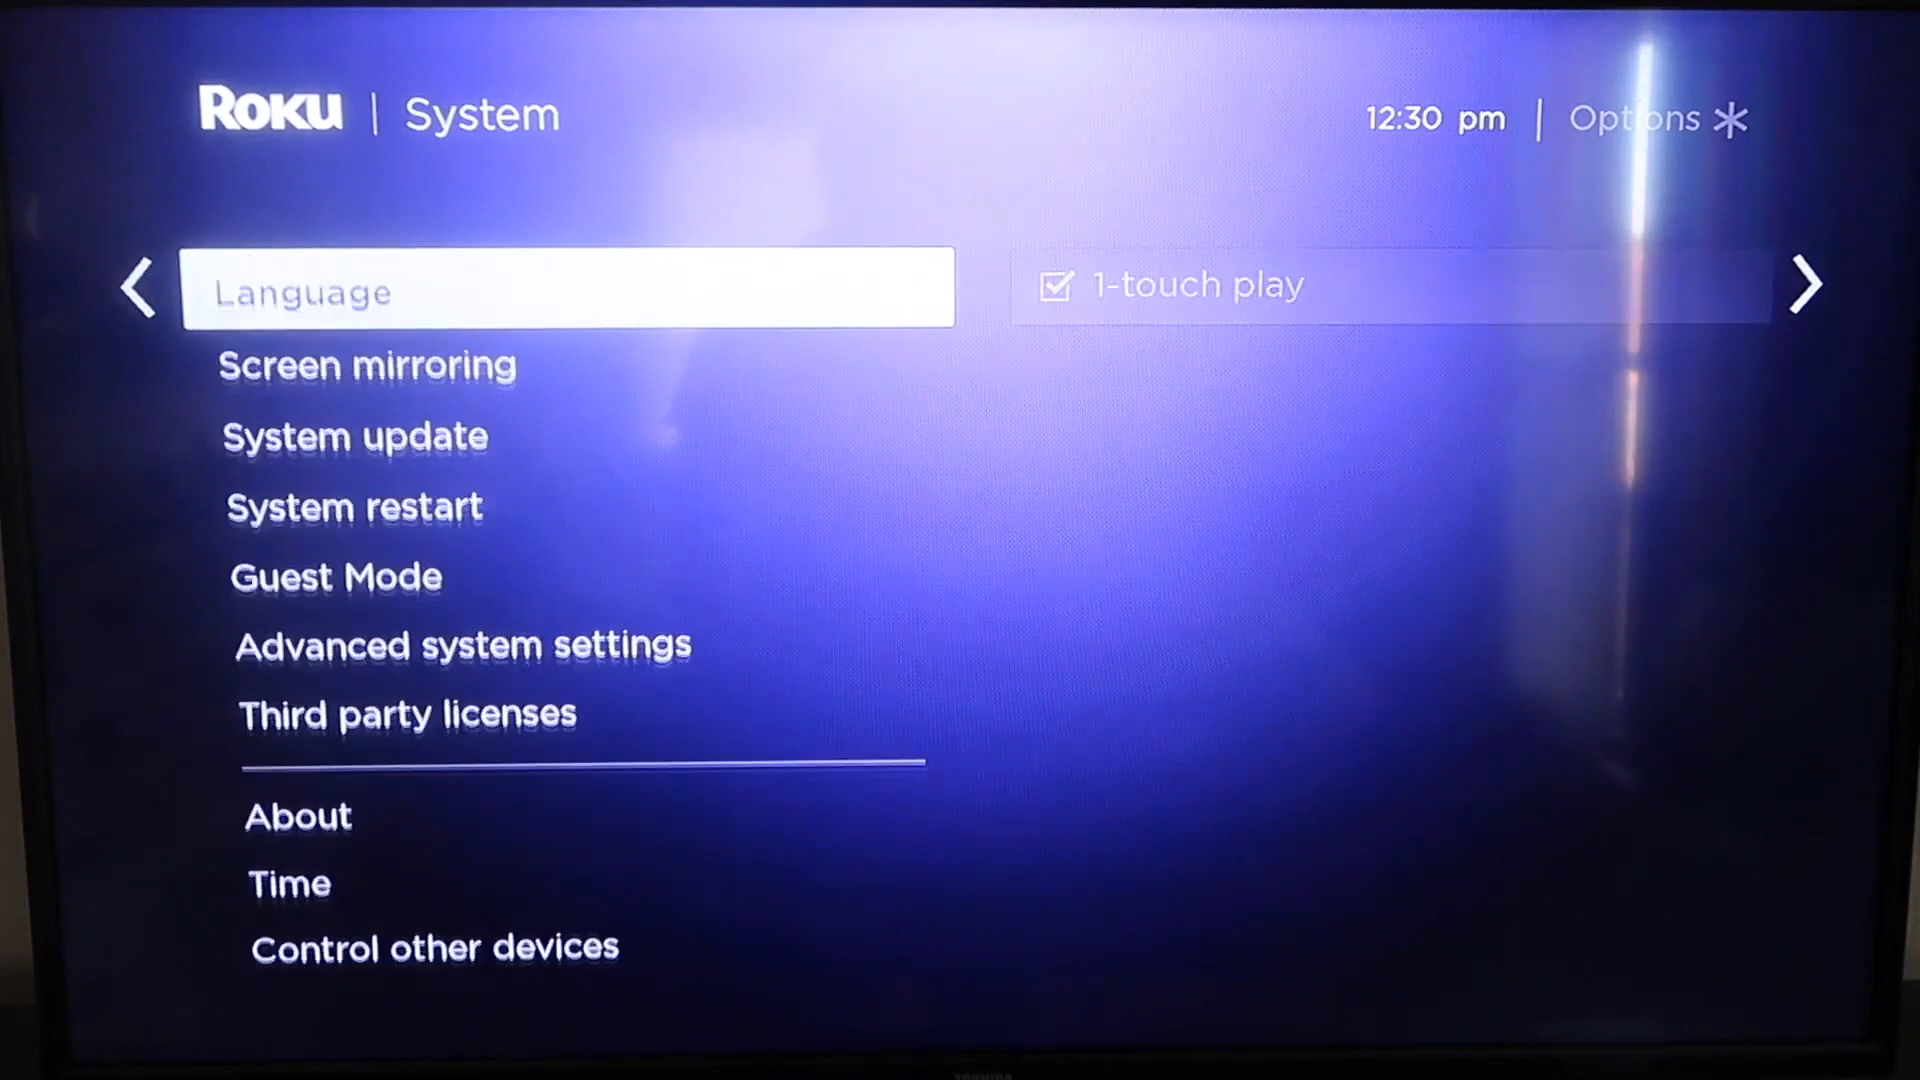 Roku | System
12:30 pm | Options
Language
1-touch play
Screen mirroring
System update
System restart
Guest Mode
Advanced system settings
Third party licenses
About
Time
Control other devices
TOSHIBA